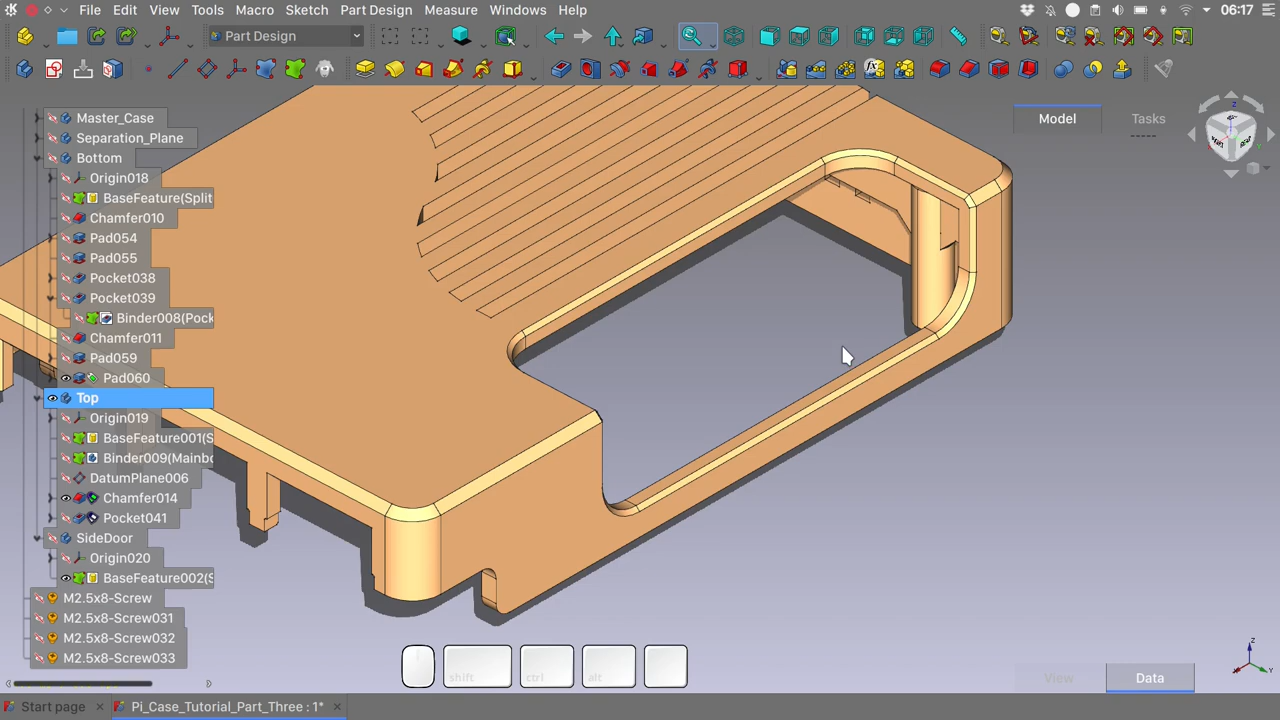 File Edit View Tools Macro Sketch Part Design Measure Windows Help 06:17
Part Design
Master_Case
Separation_Plane
Bottom
Origin018
BaseFeature(Split
Chamfer010
Pad054
Pad055
Pocket038
Pocket039
Binder008(Pock
Chamfer011
Pad059
Pad060
Top
Origin019
BaseFeature001(S
Binder009(Mainbo
DatumPlane006
Chamfer014
Pocket041
SideDoor
Origin020
BaseFeature002(S
M2.5x8-Screw
M2.5x8-Screw031
M2.5x8-Screw032
M2.5x8-Screw033
Model Tasks
shift ctrl alt
View Data
Start page Pi_Case_Tutorial_Part_Three : 1*